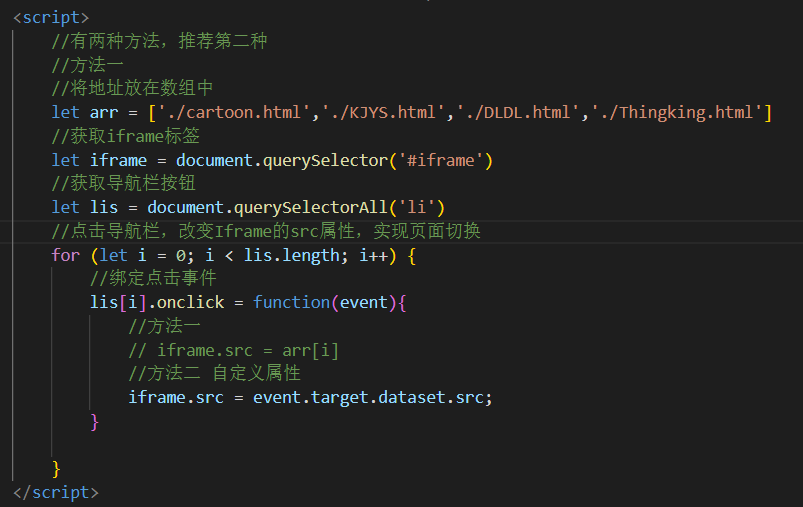 <script>
//有两种方法，推荐第二种
//方法一
//将地址放在数组中
let arr = ['./cartoon.html','./KJYS.html','./DLDL.html','./Thingking.html']
//获取iframe标签
let iframe = document.querySelector('#iframe')
//获取导航栏按钮
let lis = document.querySelectorAll('li')
//点击导航栏，改变Iframe的src属性，实现页面切换
for (let i = 0; i < lis.length; i++) {
//绑定点击事件
lis[i].onclick = function(event){
//方法一
// iframe.src = arr[i]
//方法二 自定义属性
iframe.src = event.target.dataset.src;
}
}
</script>